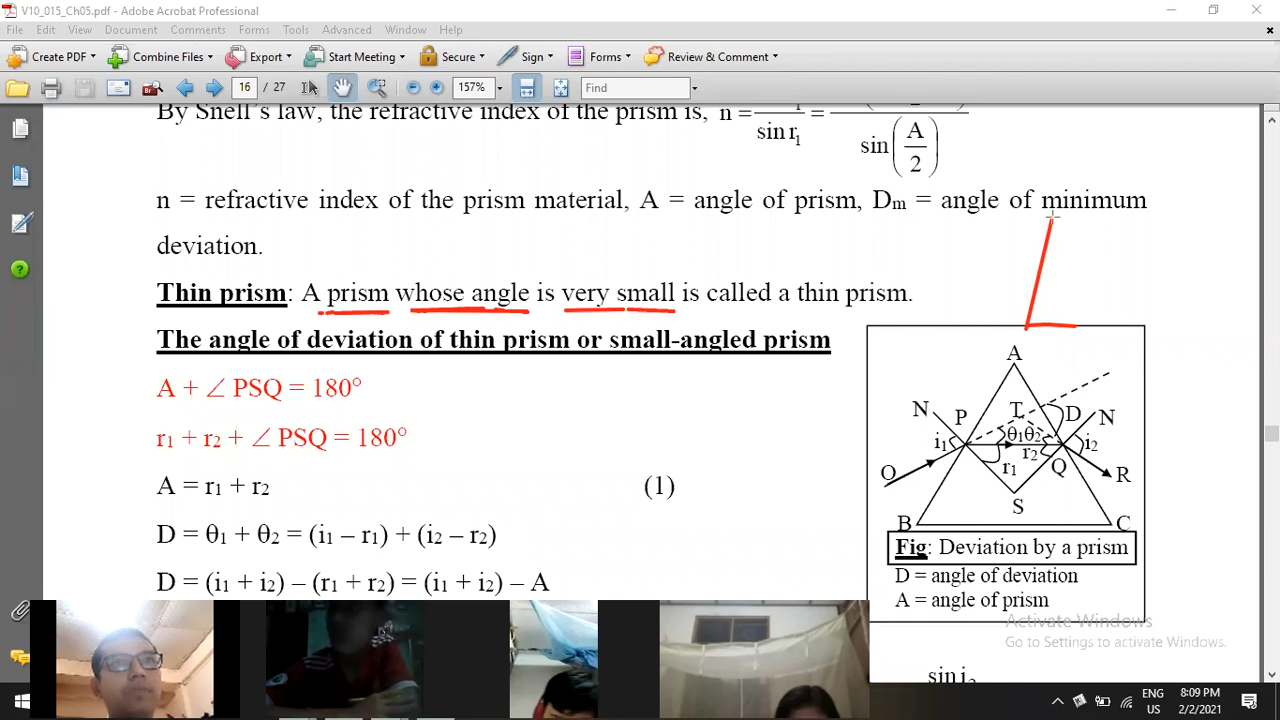 V10_015_Ch05.pdf - Adobe Acrobat Professional
File Edit View Document Comments Forms Tools Advanced Window Help
Create PDF Combine Files Export Start Meeting Secure Sign Forms Review & Comment
16 / 27 157% Find
By Snell's law, the refractive index of the prism is, n = / sin r₁ = / sin(A/2)
n = refractive index of the prism material, A = angle of prism, Dₘ = angle of minimum
deviation.
Thin prism: A prism whose angle is very small is called a thin prism.
The angle of deviation of thin prism or small-angled prism
A + ∠ PSQ = 180°
r₁ + r₂ + ∠ PSQ = 180°
A = r₁ + r₂ (1)
D = θ₁ + θ₂ = (i₁ – r₁) + (i₂ – r₂)
D = (i₁ + i₂) – (r₁ + r₂) = (i₁ + i₂) – A
A
N P T D N
i₁ θ₁ θ₂ i₂
O r₁ r₂ Q R
S
B C
Fig: Deviation by a prism
D = angle of deviation
A = angle of prism
sin i₂
Activate Windows
Go to Settings to activate Windows.
ENG 8:09 PM
US 2/2/2021